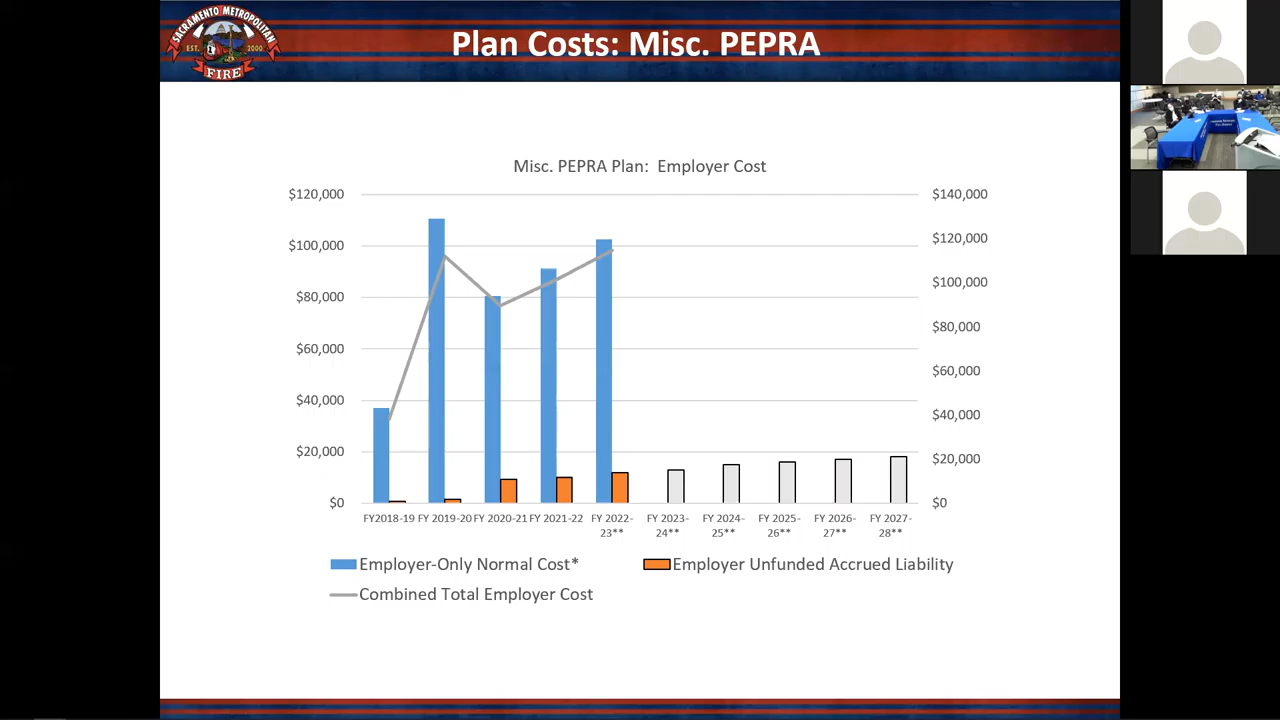 SACRAMENTO METROPOLITAN
EST. 2000
FIRE
Plan Costs: Misc. PEPRA
Misc. PEPRA Plan: Employer Cost
$120,000
$100,000
$80,000
$60,000
$40,000
$20,000
$0
$140,000
$120,000
$100,000
$80,000
$60,000
$40,000
$20,000
$0
FY2018-19 FY 2019-20 FY 2020-21 FY 2021-22 FY 2022- FY 2023- FY 2024- FY 2025- FY 2026- FY 2027-
23** 24** 25** 26** 27** 28**
Employer-Only Normal Cost* Employer Unfunded Accrued Liability
Combined Total Employer Cost